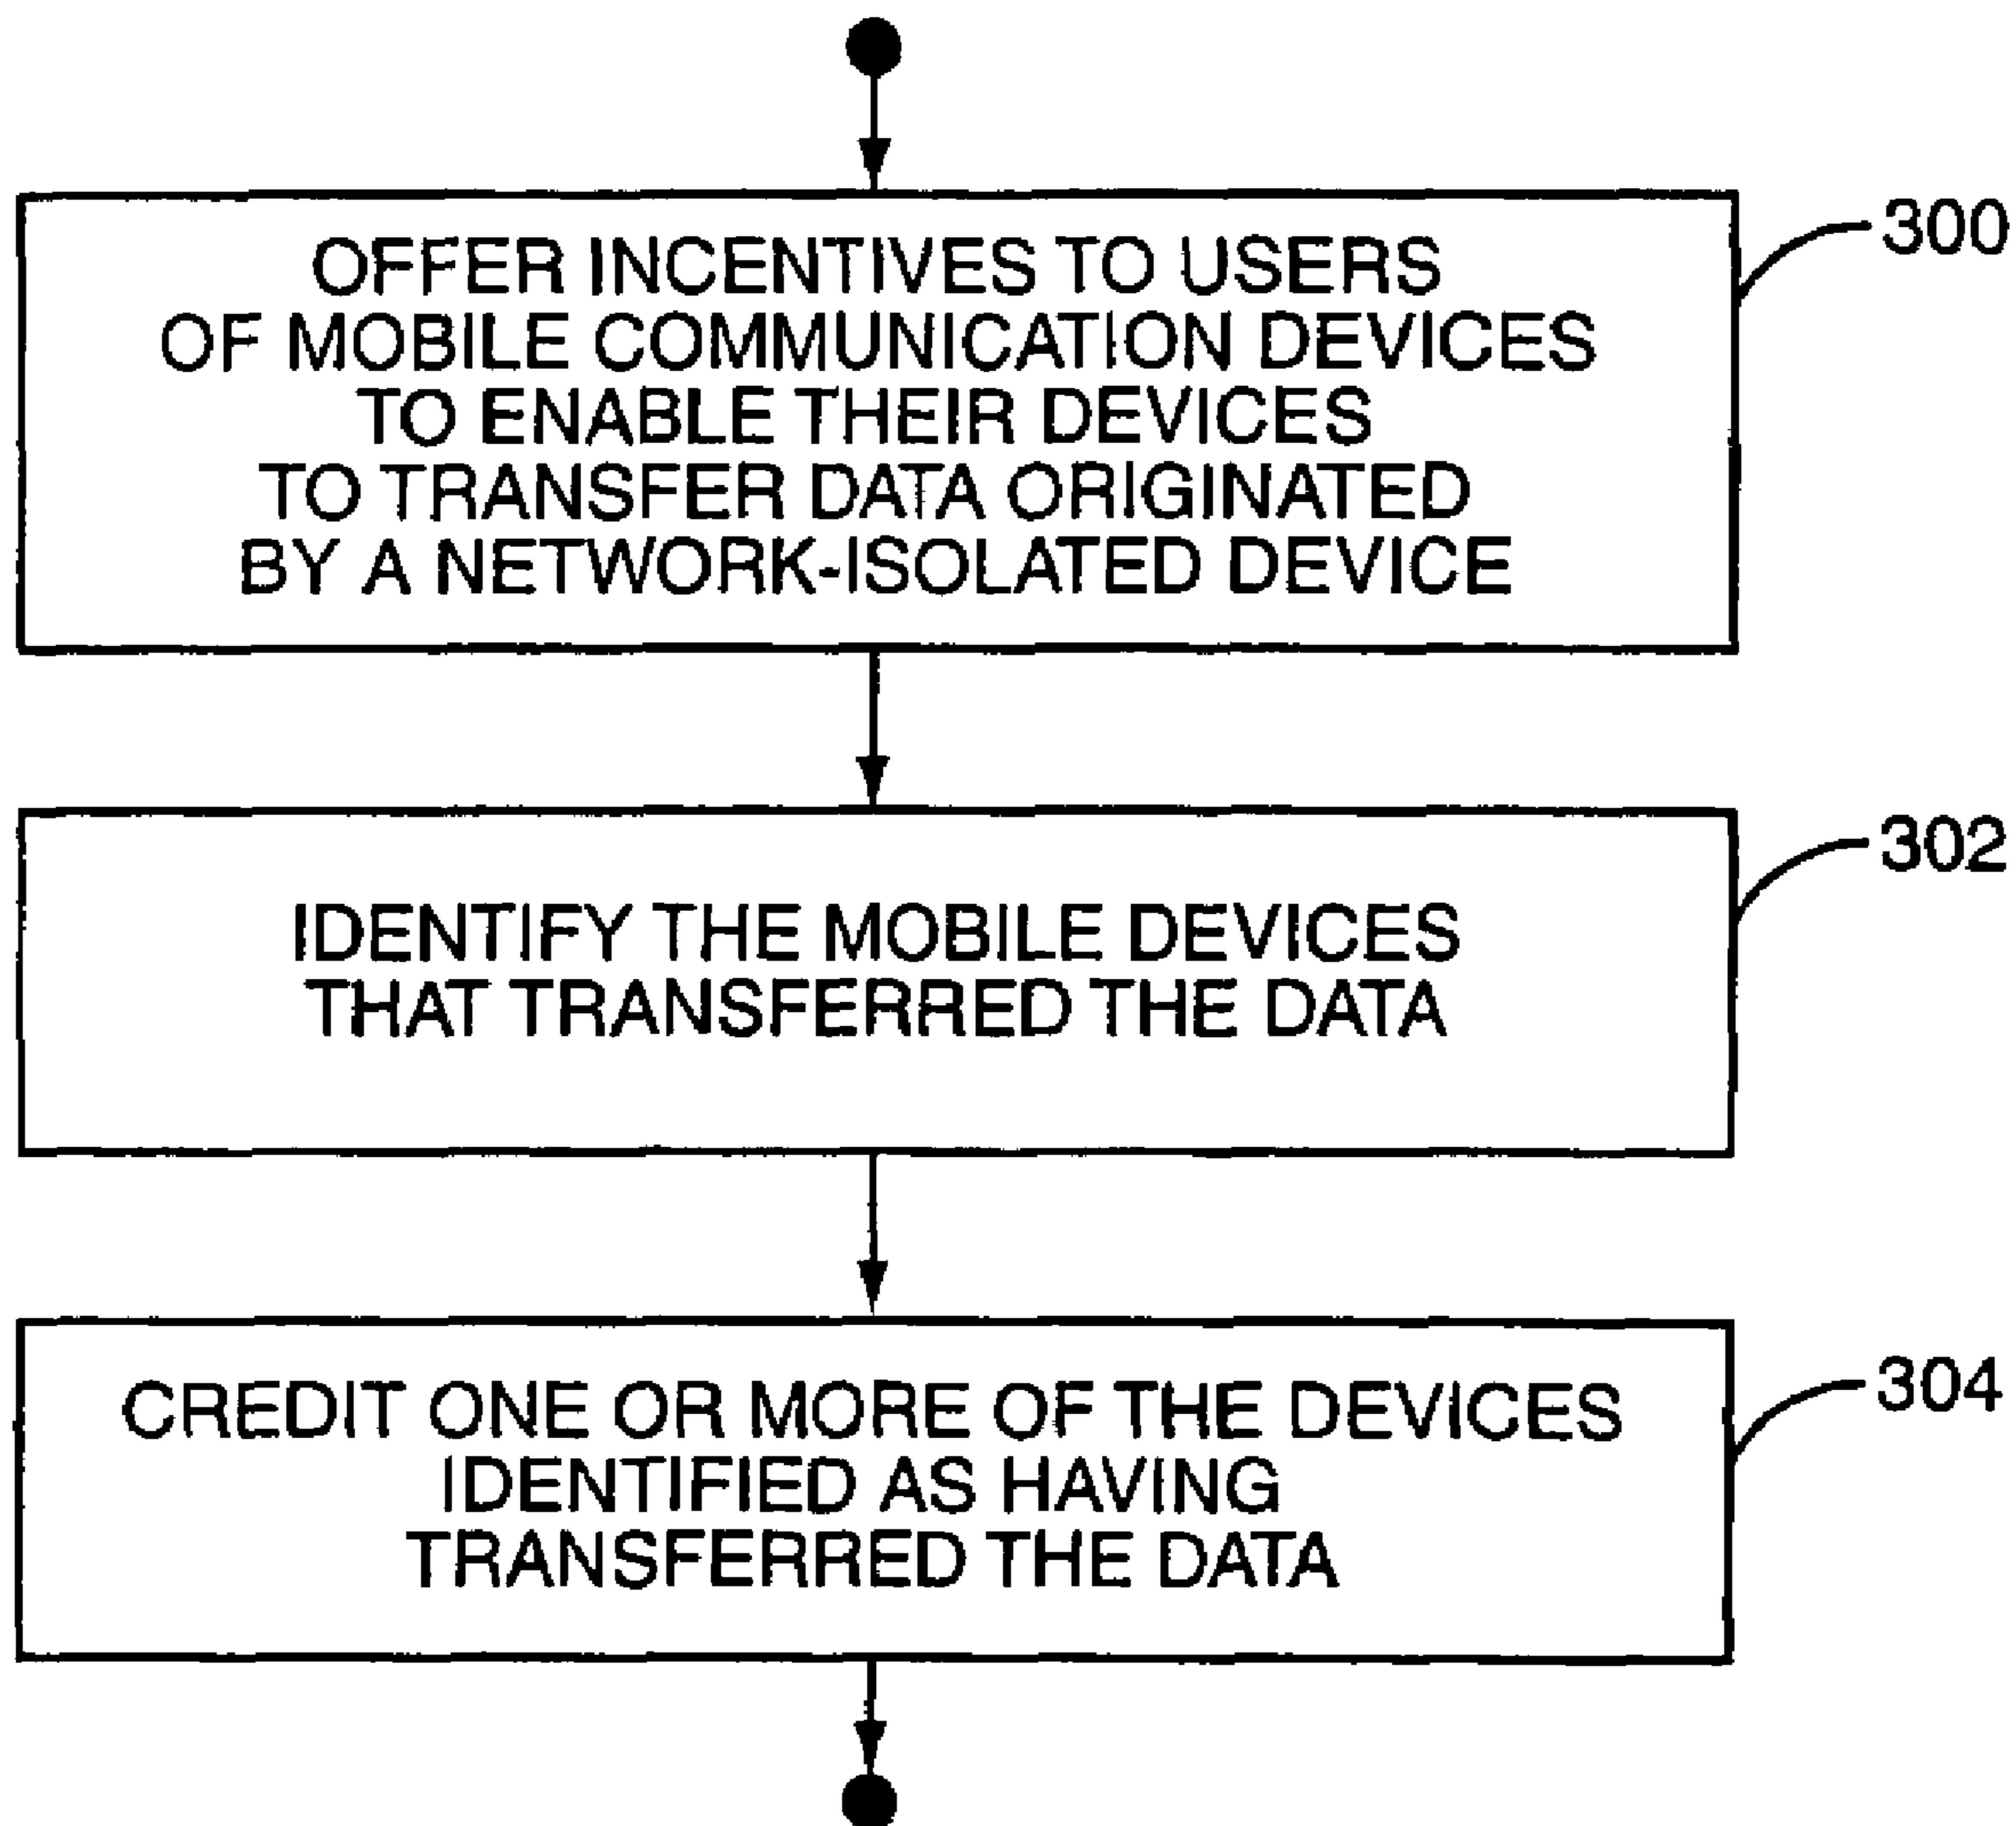 300
OFFER INCENTIVES TO USERS
OF MOBILE COMMUNICATION DEVICES
TO ENABLE THEIR DEVICES
TO TRANSFER DATA ORIGINATED
BY A NETWORK-ISOLATED DEVICE
302
IDENTIFY THE MOBILE DEVICES
THAT TRANSFERRED THE DATA
304
CREDIT ONE OR MORE OF THE DEVICES
IDENTIFIED AS HAVING
TRANSFERRED THE DATA